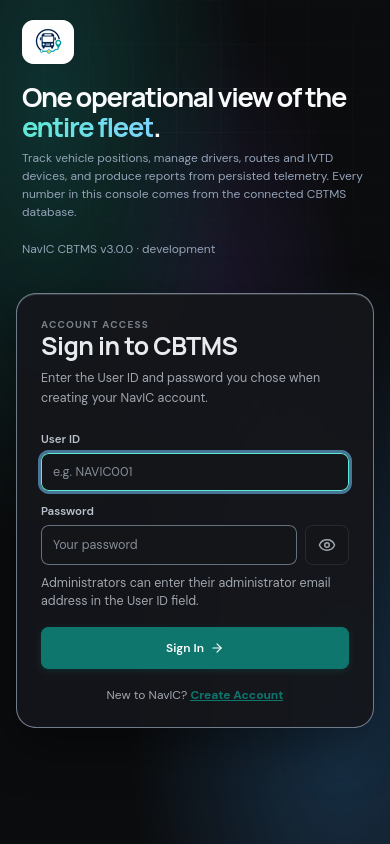 One operational view of the
entire fleet.
Track vehicle positions, manage drivers, routes and IVTD
devices, and produce reports from persisted telemetry. Every
number in this console comes from the connected CBTMS
database.
NavIC CBTMS v3.0.0 · development
ACCOUNT ACCESS
Sign in to CBTMS
Enter the User ID and password you chose when
creating your NavIC account.
User ID
e.g. NAVIC001
Password
Your password
Administrators can enter their administrator email
address in the User ID field.
Sign In →
New to NavIC? Create Account